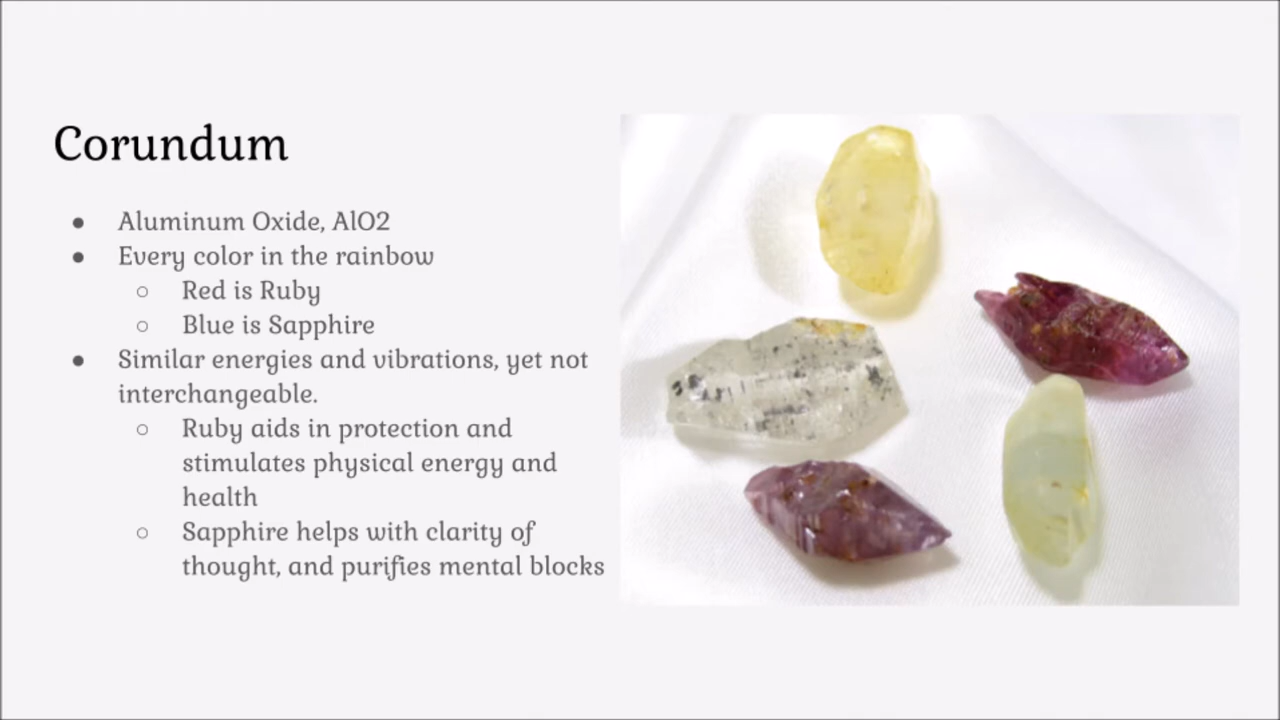 Corundum
● Aluminum Oxide, AlO2
● Every color in the rainbow
○ Red is Ruby
○ Blue is Sapphire
● Similar energies and vibrations, yet not
interchangeable.
○ Ruby aids in protection and
stimulates physical energy and
health
○ Sapphire helps with clarity of
thought, and purifies mental blocks